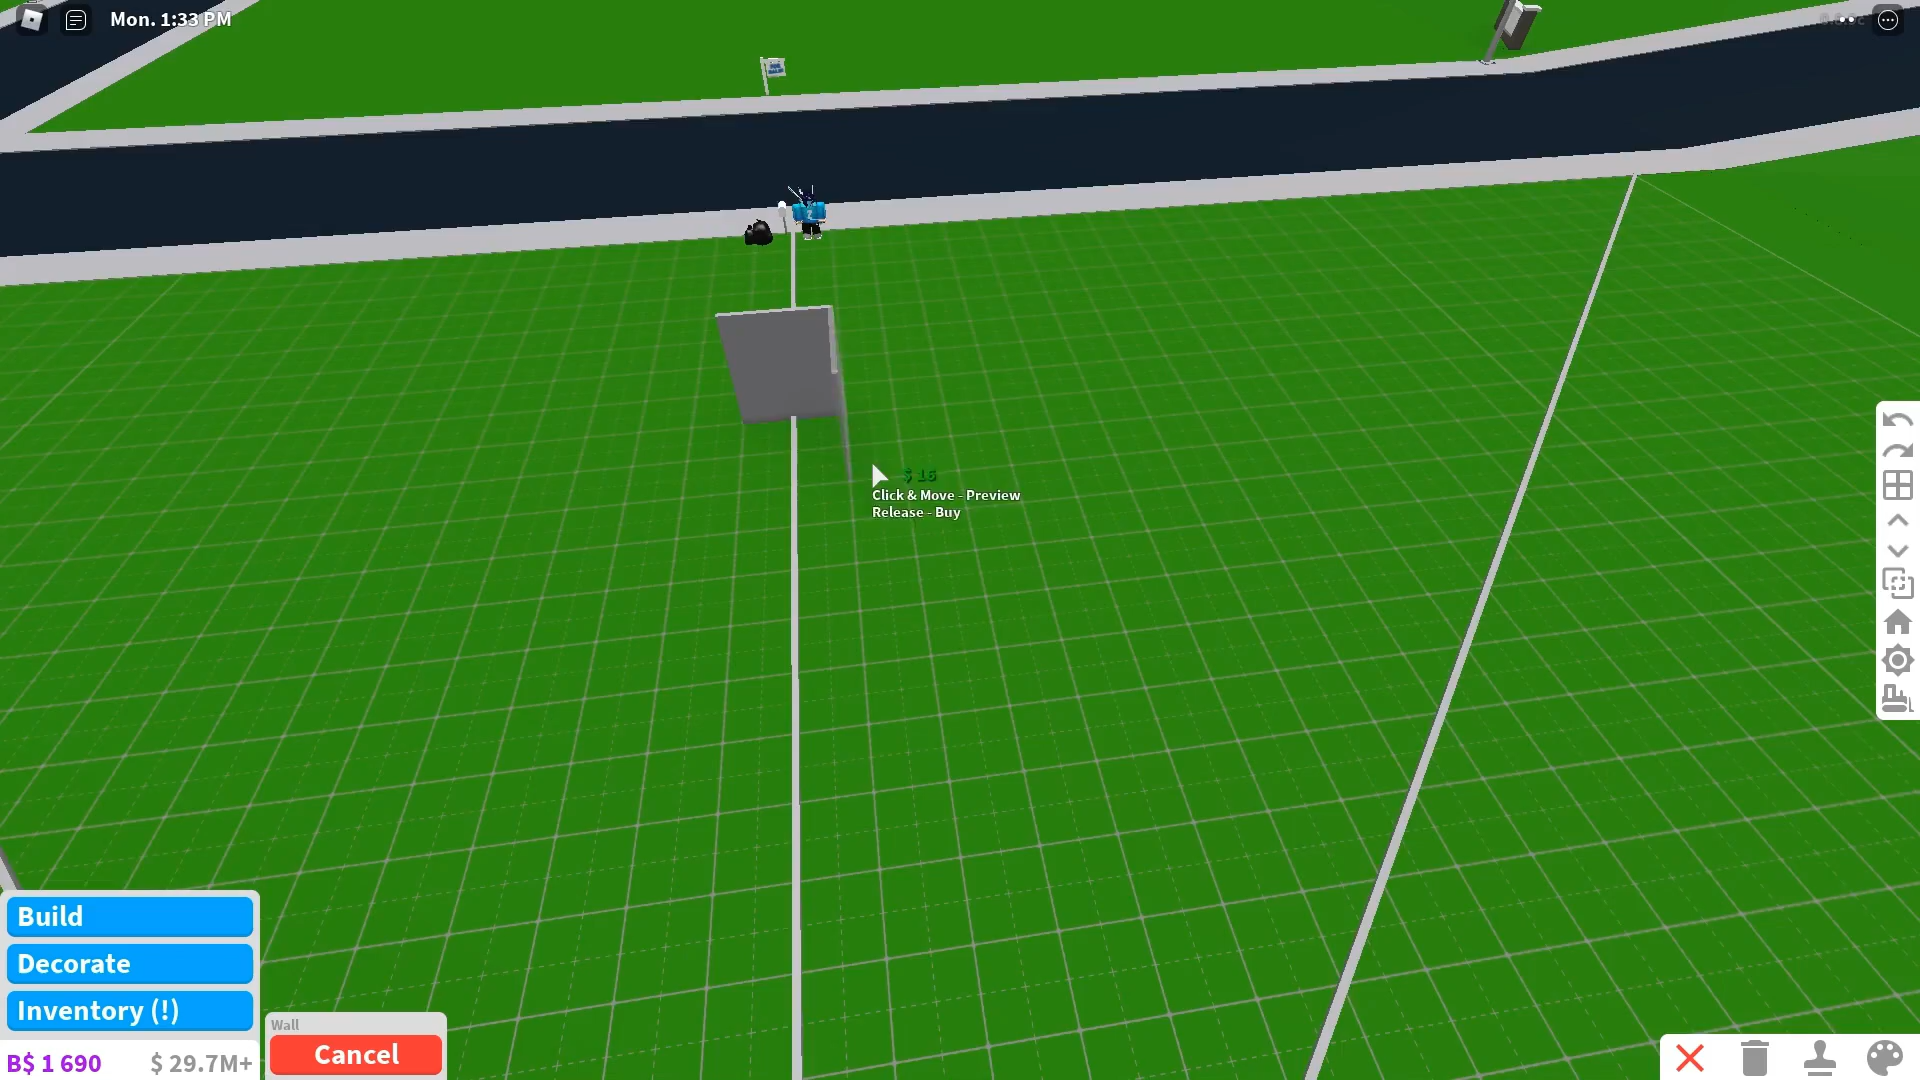 Mon. 1:33 PM
$ 16
Click & Move - Preview
Release - Buy
Build
Decorate
Inventory (!)
Wall
Cancel
B$ 1 690
$ 29.7M+